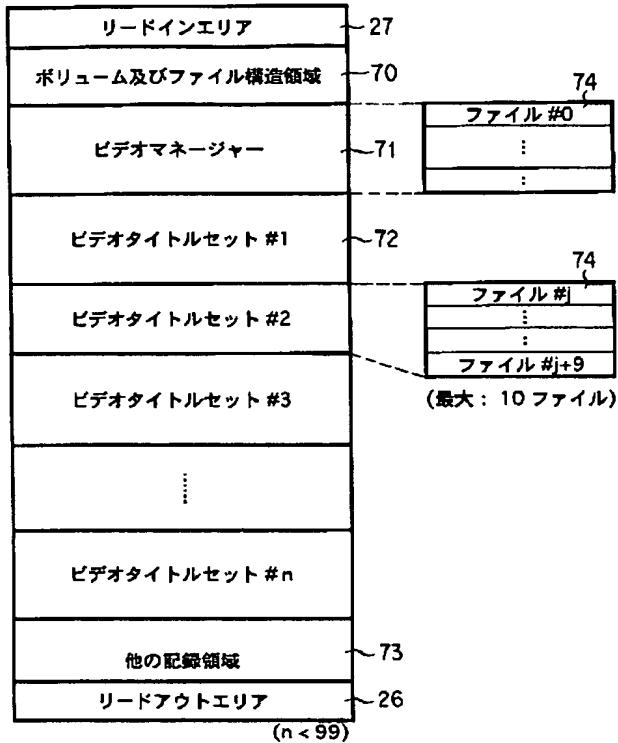 リードインエリア
27
ボリューム及びファイル構造領域
70
ビデオマネージャー
71
74
ファイル #0
⋮
⋮
ビデオタイトルセット #1
72
ビデオタイトルセット #2
74
ファイル #j
⋮
⋮
ファイル #j+9
(最大： 10 ファイル)
ビデオタイトルセット #3
⋮
ビデオタイトルセット #n
他の記録領域
73
リードアウトエリア
26
(n < 99)